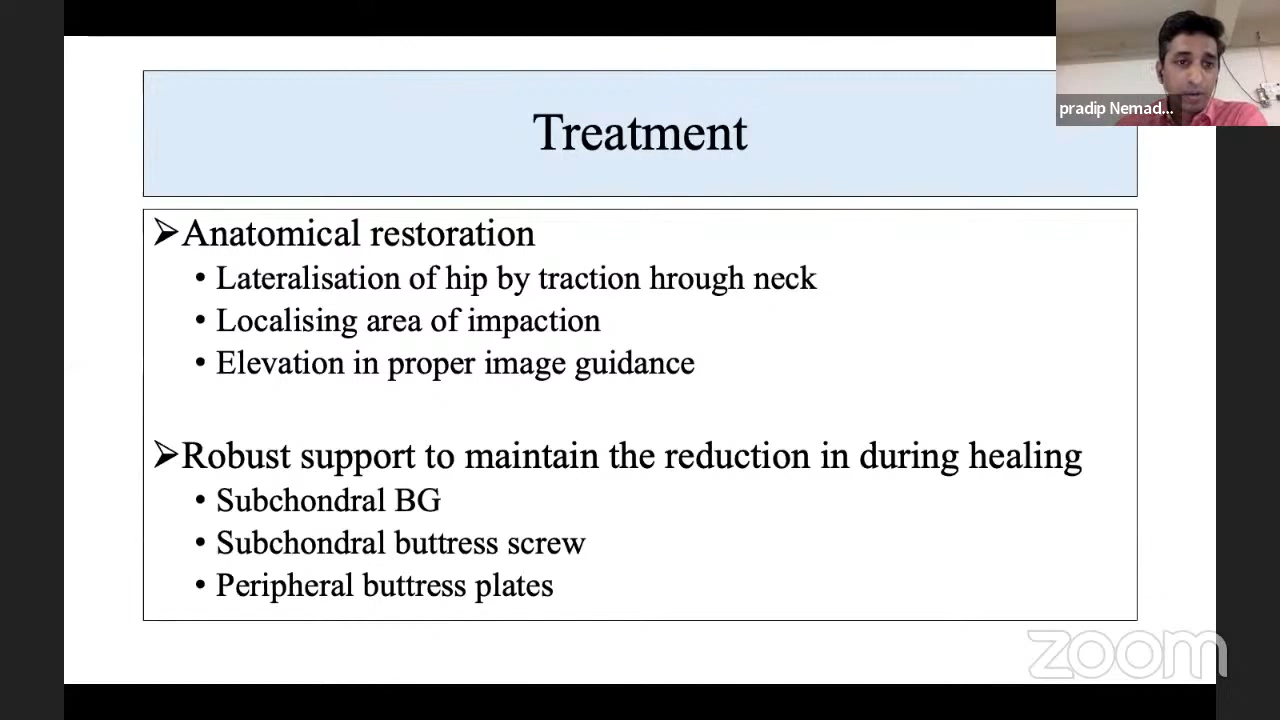 Treatment
pradip Nemad...
➢Anatomical restoration
• Lateralisation of hip by traction hrough neck
• Localising area of impaction
• Elevation in proper image guidance
➢Robust support to maintain the reduction in during healing
• Subchondral BG
• Subchondral buttress screw
• Peripheral buttress plates
zoom